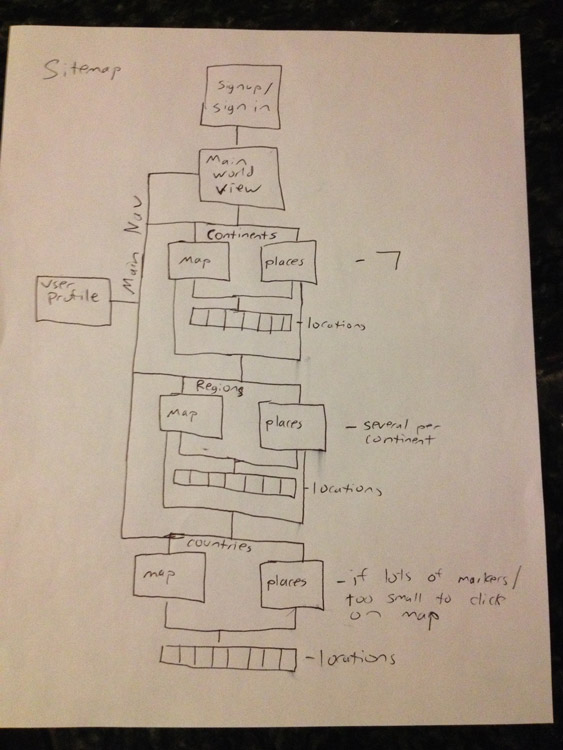 Sitemap
signup/
sign in
Main
world
view
Main Nav
Continents
Map
places
- 7
user
profile
- locations
Regions
Map
places
- several per
continent
- locations
countries
map
places
- if lots of markers/
too small to click
on map
- locations